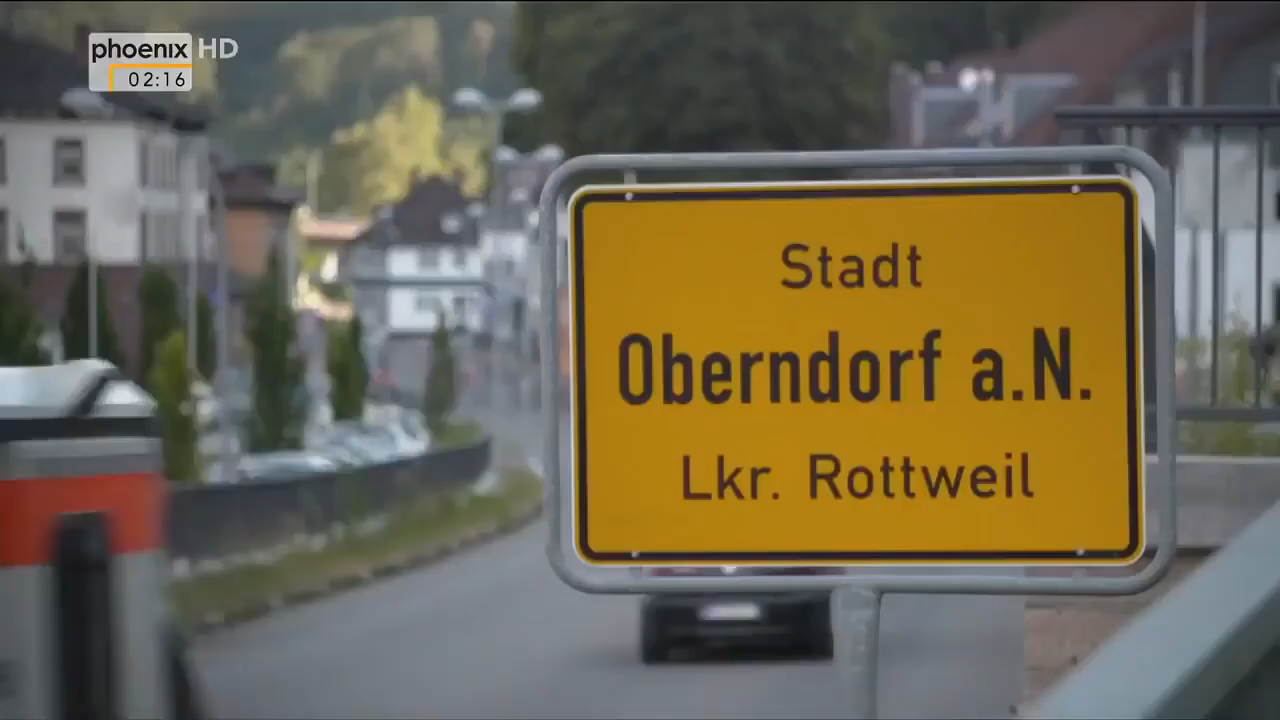 phoenix HD
02:16
Stadt
Oberndorf a.N.
Lkr. Rottweil